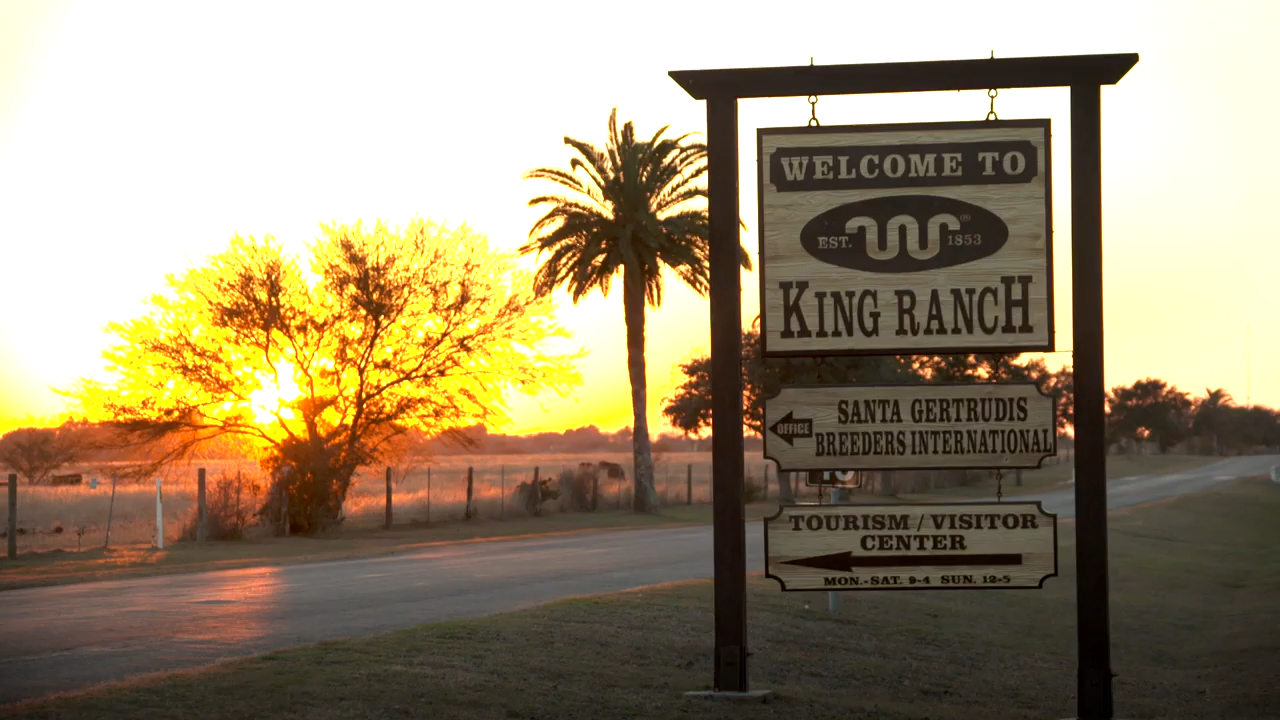 WELCOME TO
EST. 1853
KING RANCH
OFFICE
SANTA GERTRUDIS
BREEDERS INTERNATIONAL
TOURISM / VISITOR
CENTER
MON.-SAT. 9-4 SUN. 12-5